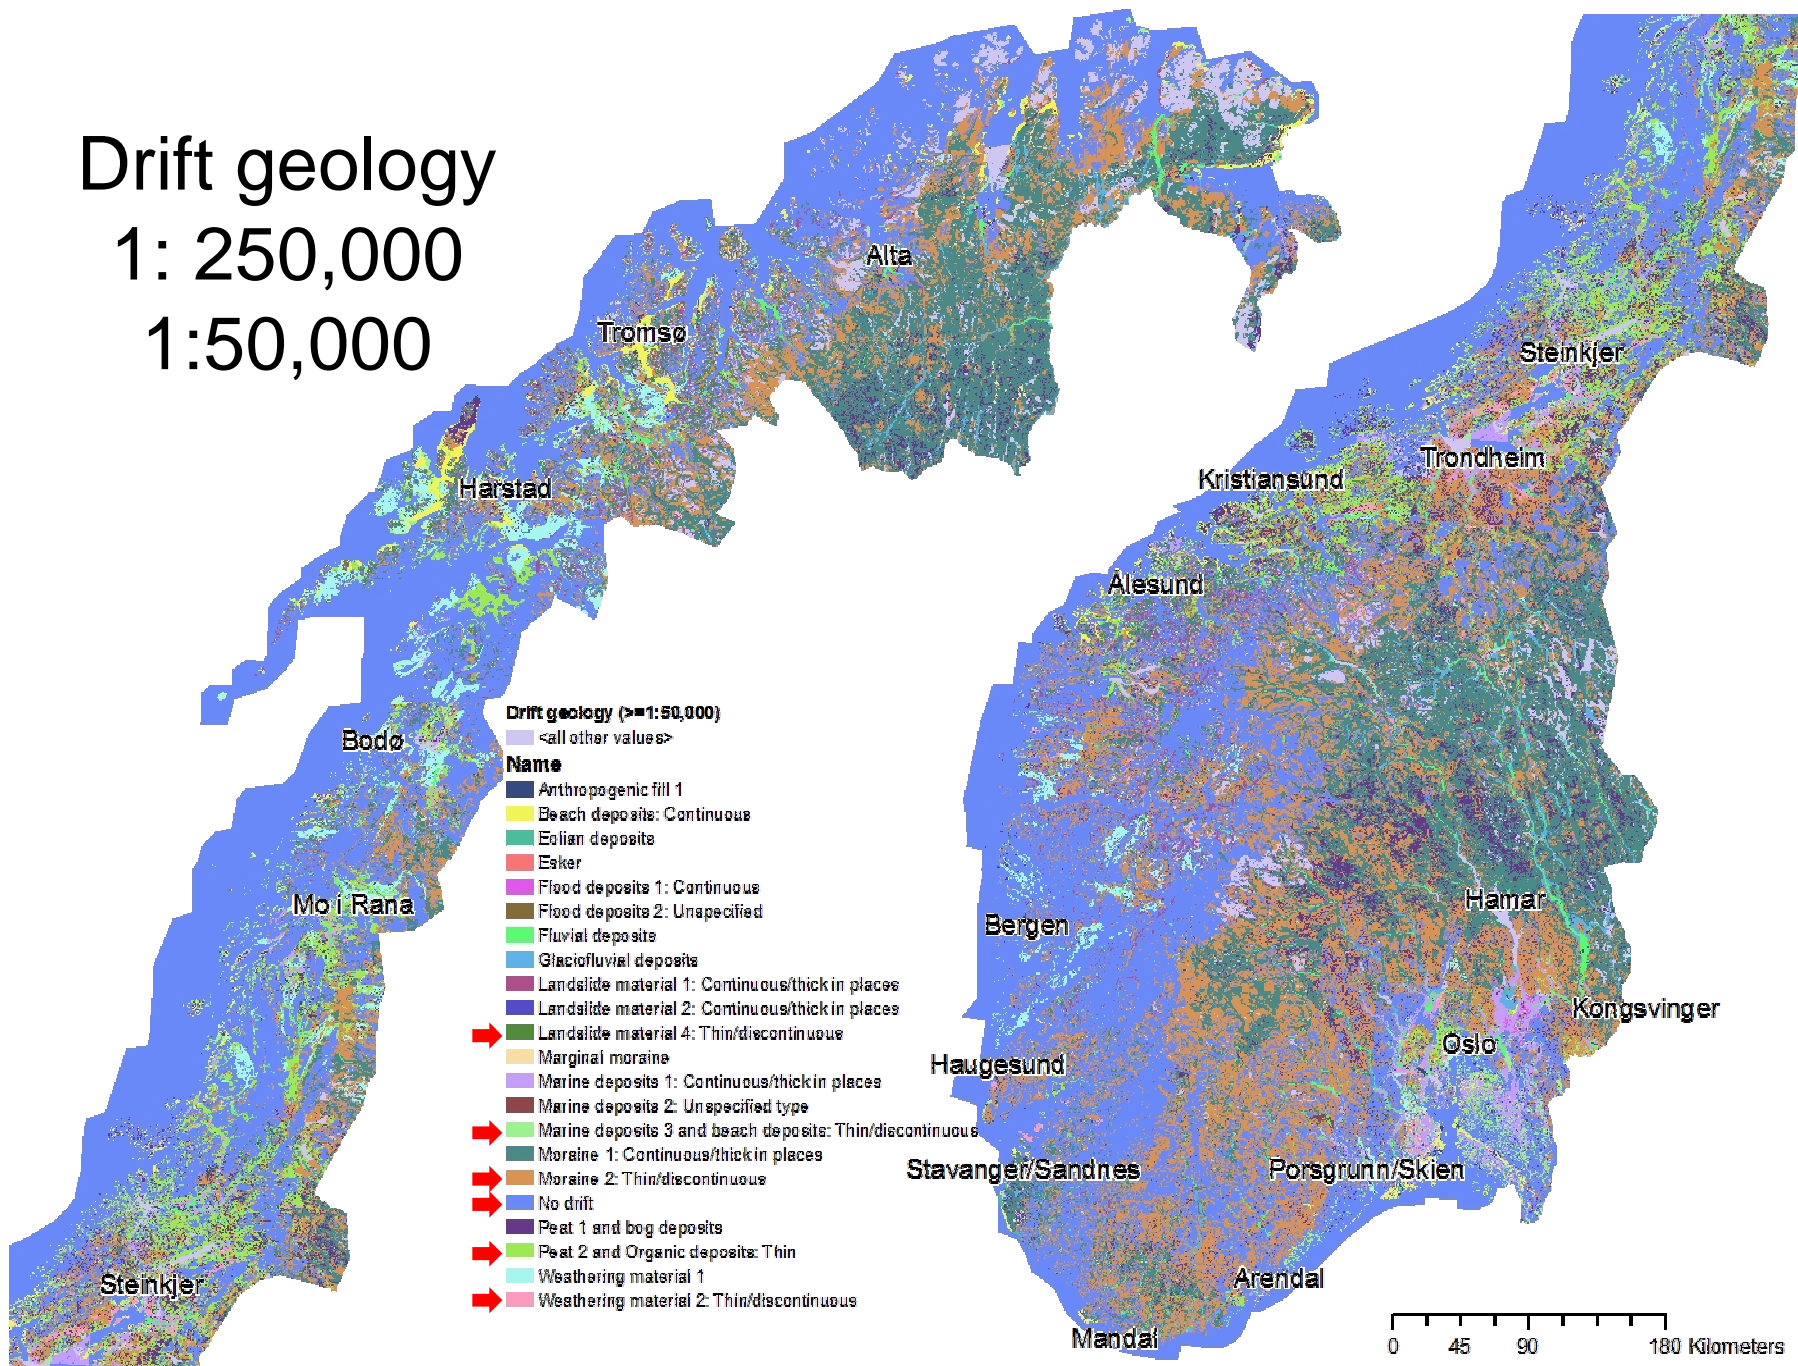 Drift geology
1: 250,000
1:50,000
Alta
Tromsø
Harstad
Bodø
Mo i Rana
Steinkjer
Steinkjer
Trondheim
Kristiansund
Ålesund
Hamar
Bergen
Kongsvinger
Oslo
Haugesund
Stavanger/Sandnes
Porsgrunn/Skien
Arendal
Mandal
Drift geology (>=1:50,000)
<all other values>
Name
Anthropogenic fill 1
Beach deposits: Continuous
Eolian deposits
Esker
Flood deposits 1: Continuous
Flood deposits 2: Unspecified
Fluvial deposits
Glaciofluvial deposits
Landslide material 1: Continuous/thick in places
Landslide material 2: Continuous/thick in places
Landslide material 4: Thin/discontinuous
Marginal moraine
Marine deposits 1: Continuous/thick in places
Marine deposits 2: Unspecified type
Marine deposits 3 and beach deposits: Thin/discontinuous
Moraine 1: Continuous/thick in places
Moraine 2: Thin/discontinuous
No drift
Peat 1 and bog deposits
Peat 2 and Organic deposits: Thin
Weathering material 1
Weathering material 2: Thin/discontinuous
0 45 90 180 Kilometers